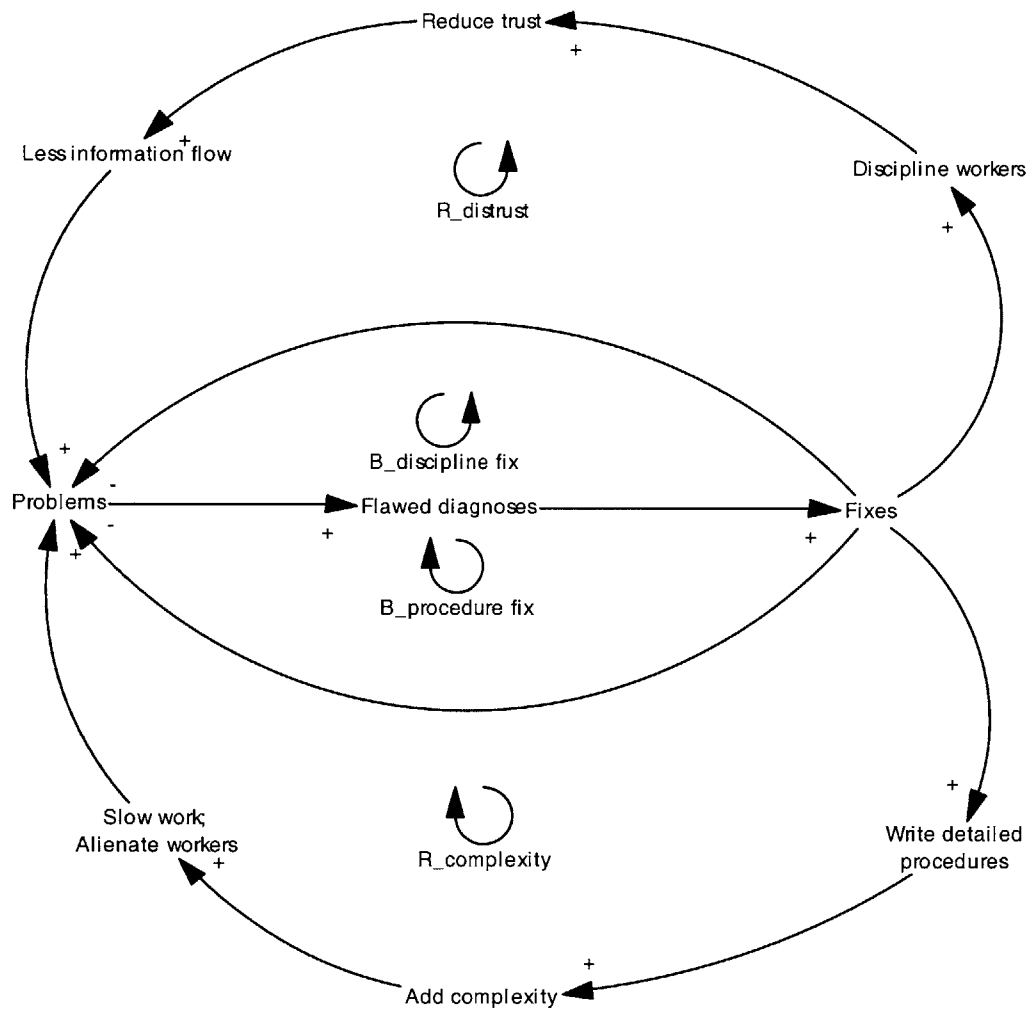 Reduce trust
+
+
Less information flow
Discipline workers
R_distrust
+
B_discipline fix
+
-
Problems
Flawed diagnoses
Fixes
-
+
+
+
B_procedure fix
+
Slow work;
Alienate workers
+
R_complexity
Write detailed
procedures
+
Add complexity